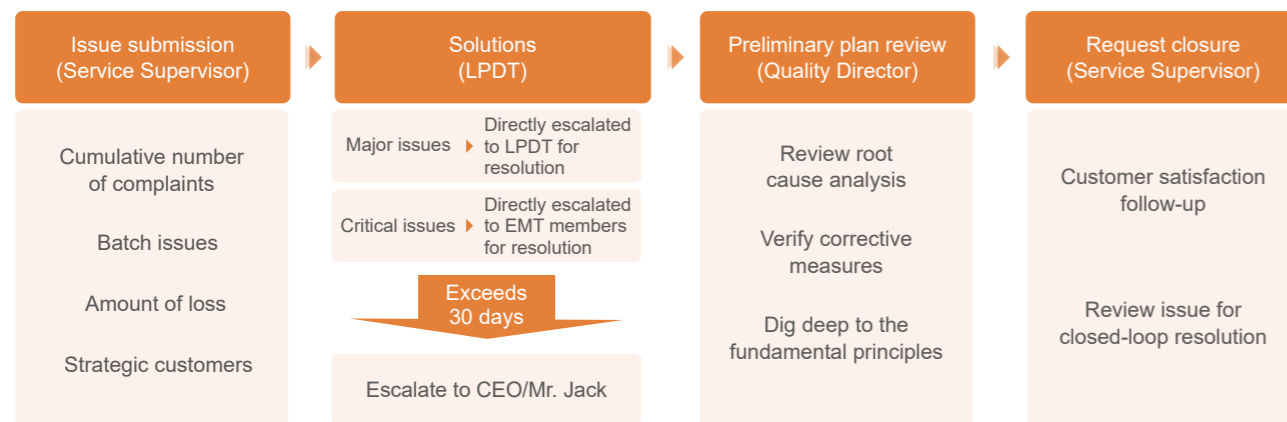 Issue submission
(Service Supervisor)
Cumulative number
of complaints
Batch issues
Amount of loss
Strategic customers
Solutions
(LPDT)
Major issues
Directly escalated
to LPDT for
resolution
Critical issues
Directly escalated
to EMT members
for resolution
Exceeds
30 days
Escalate to CEO/Mr. Jack
Preliminary plan review
(Quality Director)
Review root
cause analysis
Verify corrective
measures
Dig deep to the
fundamental principles
Request closure
(Service Supervisor)
Customer satisfaction
follow-up
Review issue for
closed-loop resolution